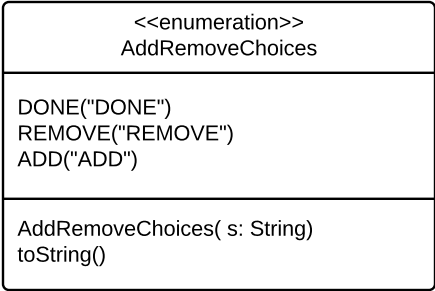 <<enumeration>>
AddRemoveChoices
DONE("DONE")
REMOVE("REMOVE")
ADD("ADD")
AddRemoveChoices( s: String)
toString()